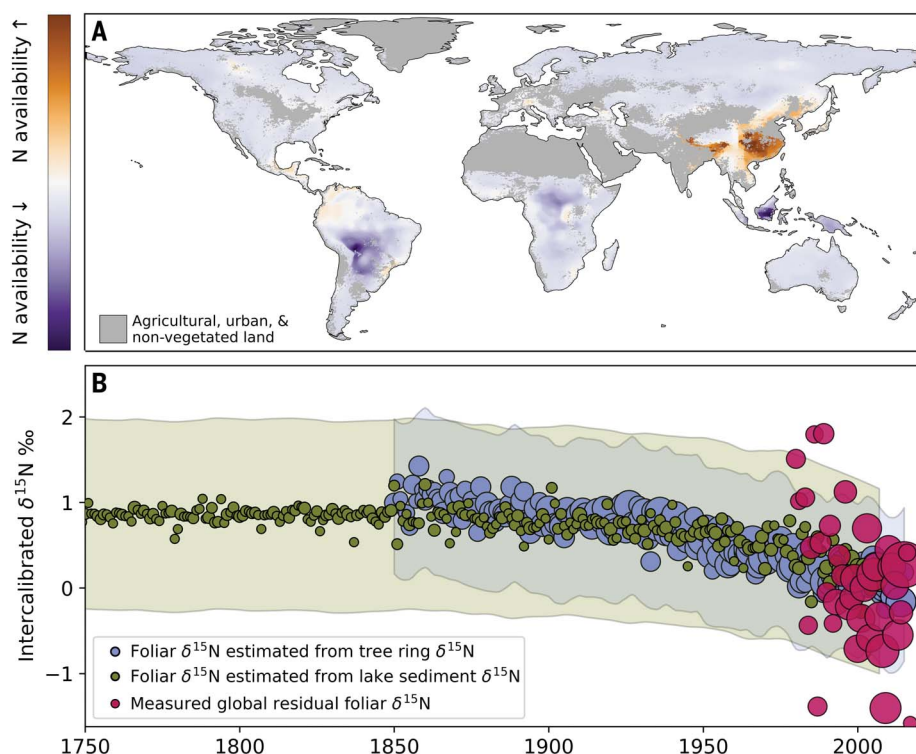 N availability ↑
N availability ↓
A
Agricultural, urban, &
non-vegetated land
B
Intercalibrated δ¹⁵N ‰
2
1
0
−1
Foliar δ¹⁵N estimated from tree ring δ¹⁵N
Foliar δ¹⁵N estimated from lake sediment δ¹⁵N
Measured global residual foliar δ¹⁵N
1750 1800 1850 1900 1950 2000